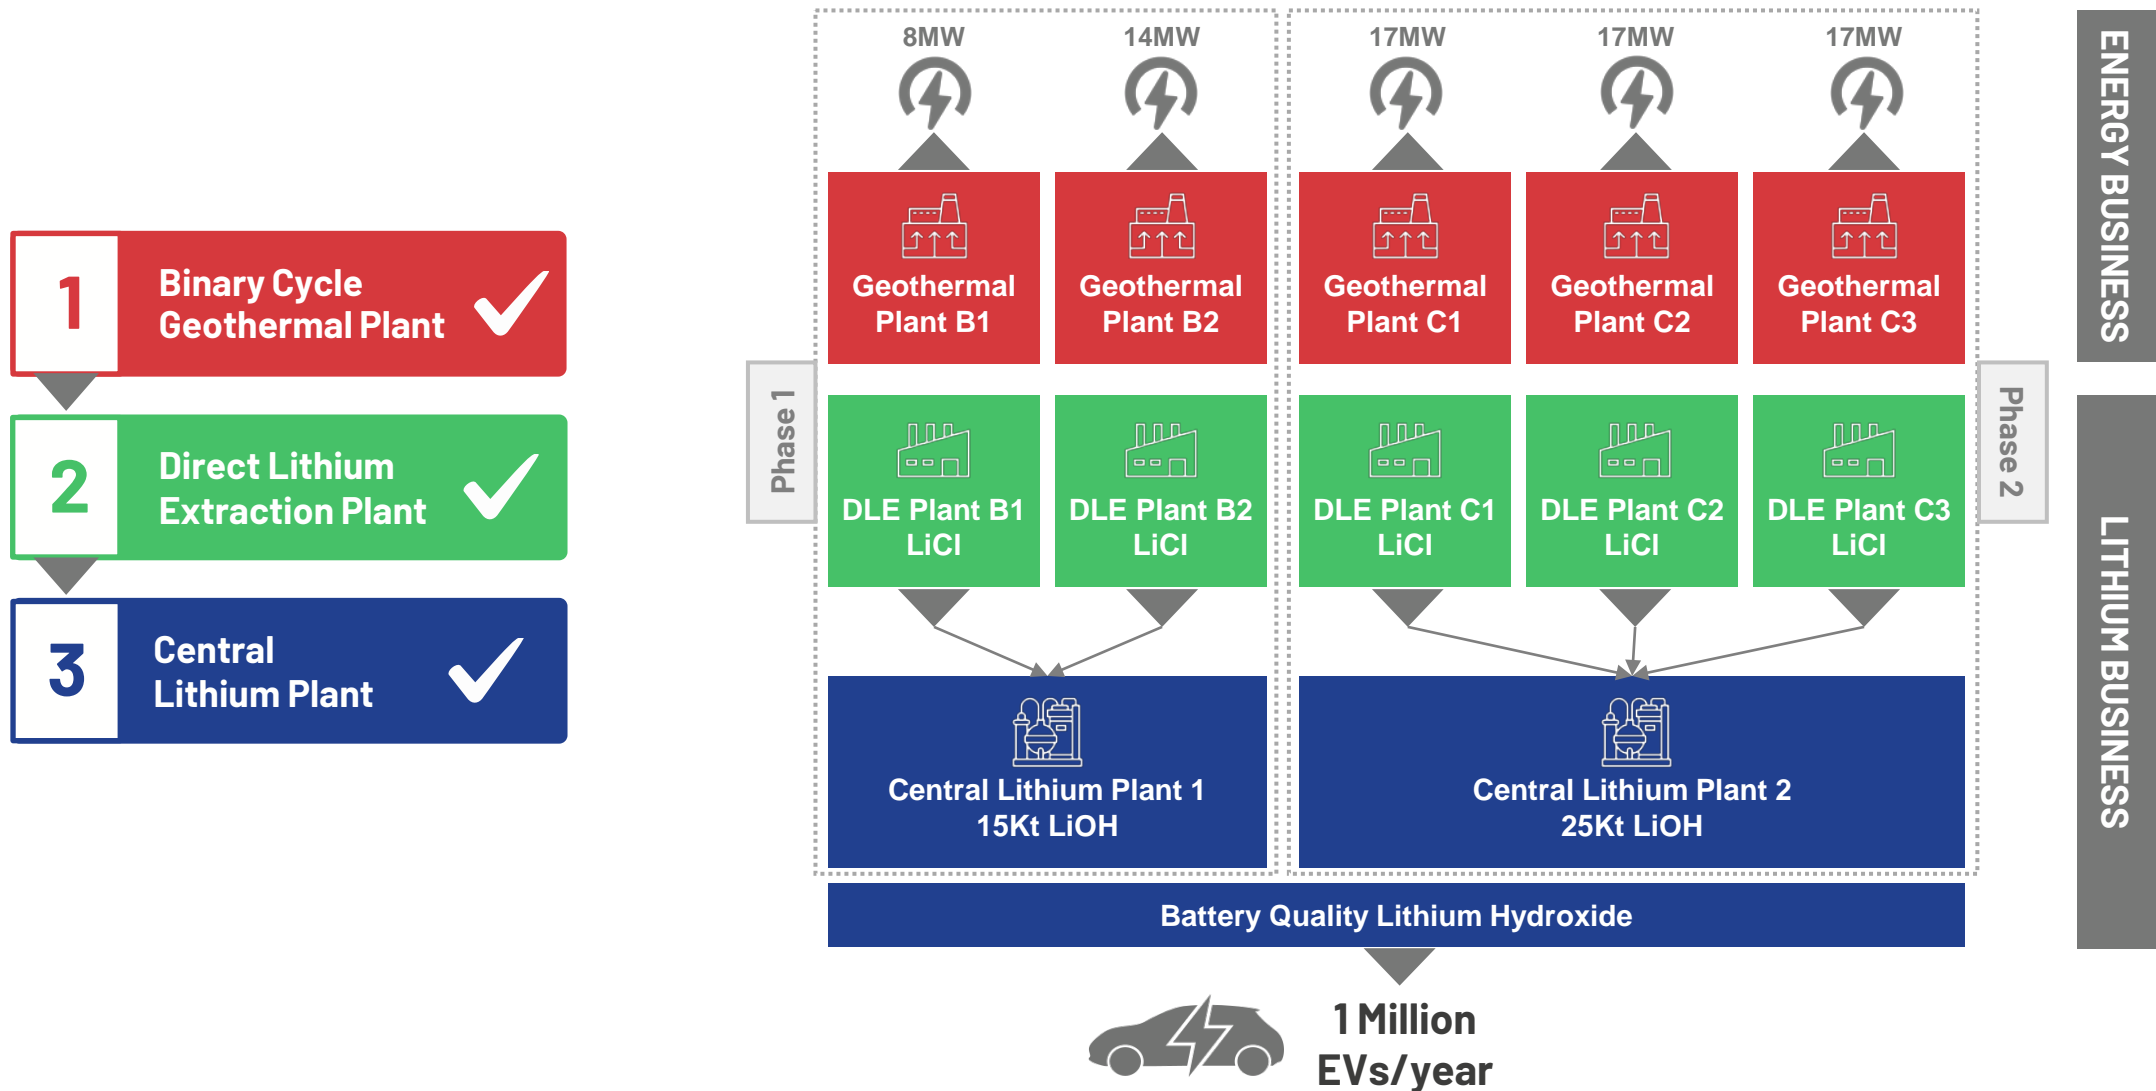 1
Binary Cycle
Geothermal Plant
2
Direct Lithium
Extraction Plant
3
Central
Lithium Plant
Phase 1
8MW
14MW
17MW
17MW
17MW
Geothermal
Plant B1
Geothermal
Plant B2
Geothermal
Plant C1
Geothermal
Plant C2
Geothermal
Plant C3
DLE Plant B1
LiCl
DLE Plant B2
LiCl
DLE Plant C1
LiCl
DLE Plant C2
LiCl
DLE Plant C3
LiCl
Central Lithium Plant 1
15Kt LiOH
Central Lithium Plant 2
25Kt LiOH
Battery Quality Lithium Hydroxide
1 Million
EVs/year
Phase 2
ENERGY BUSINESS
LITHIUM BUSINESS